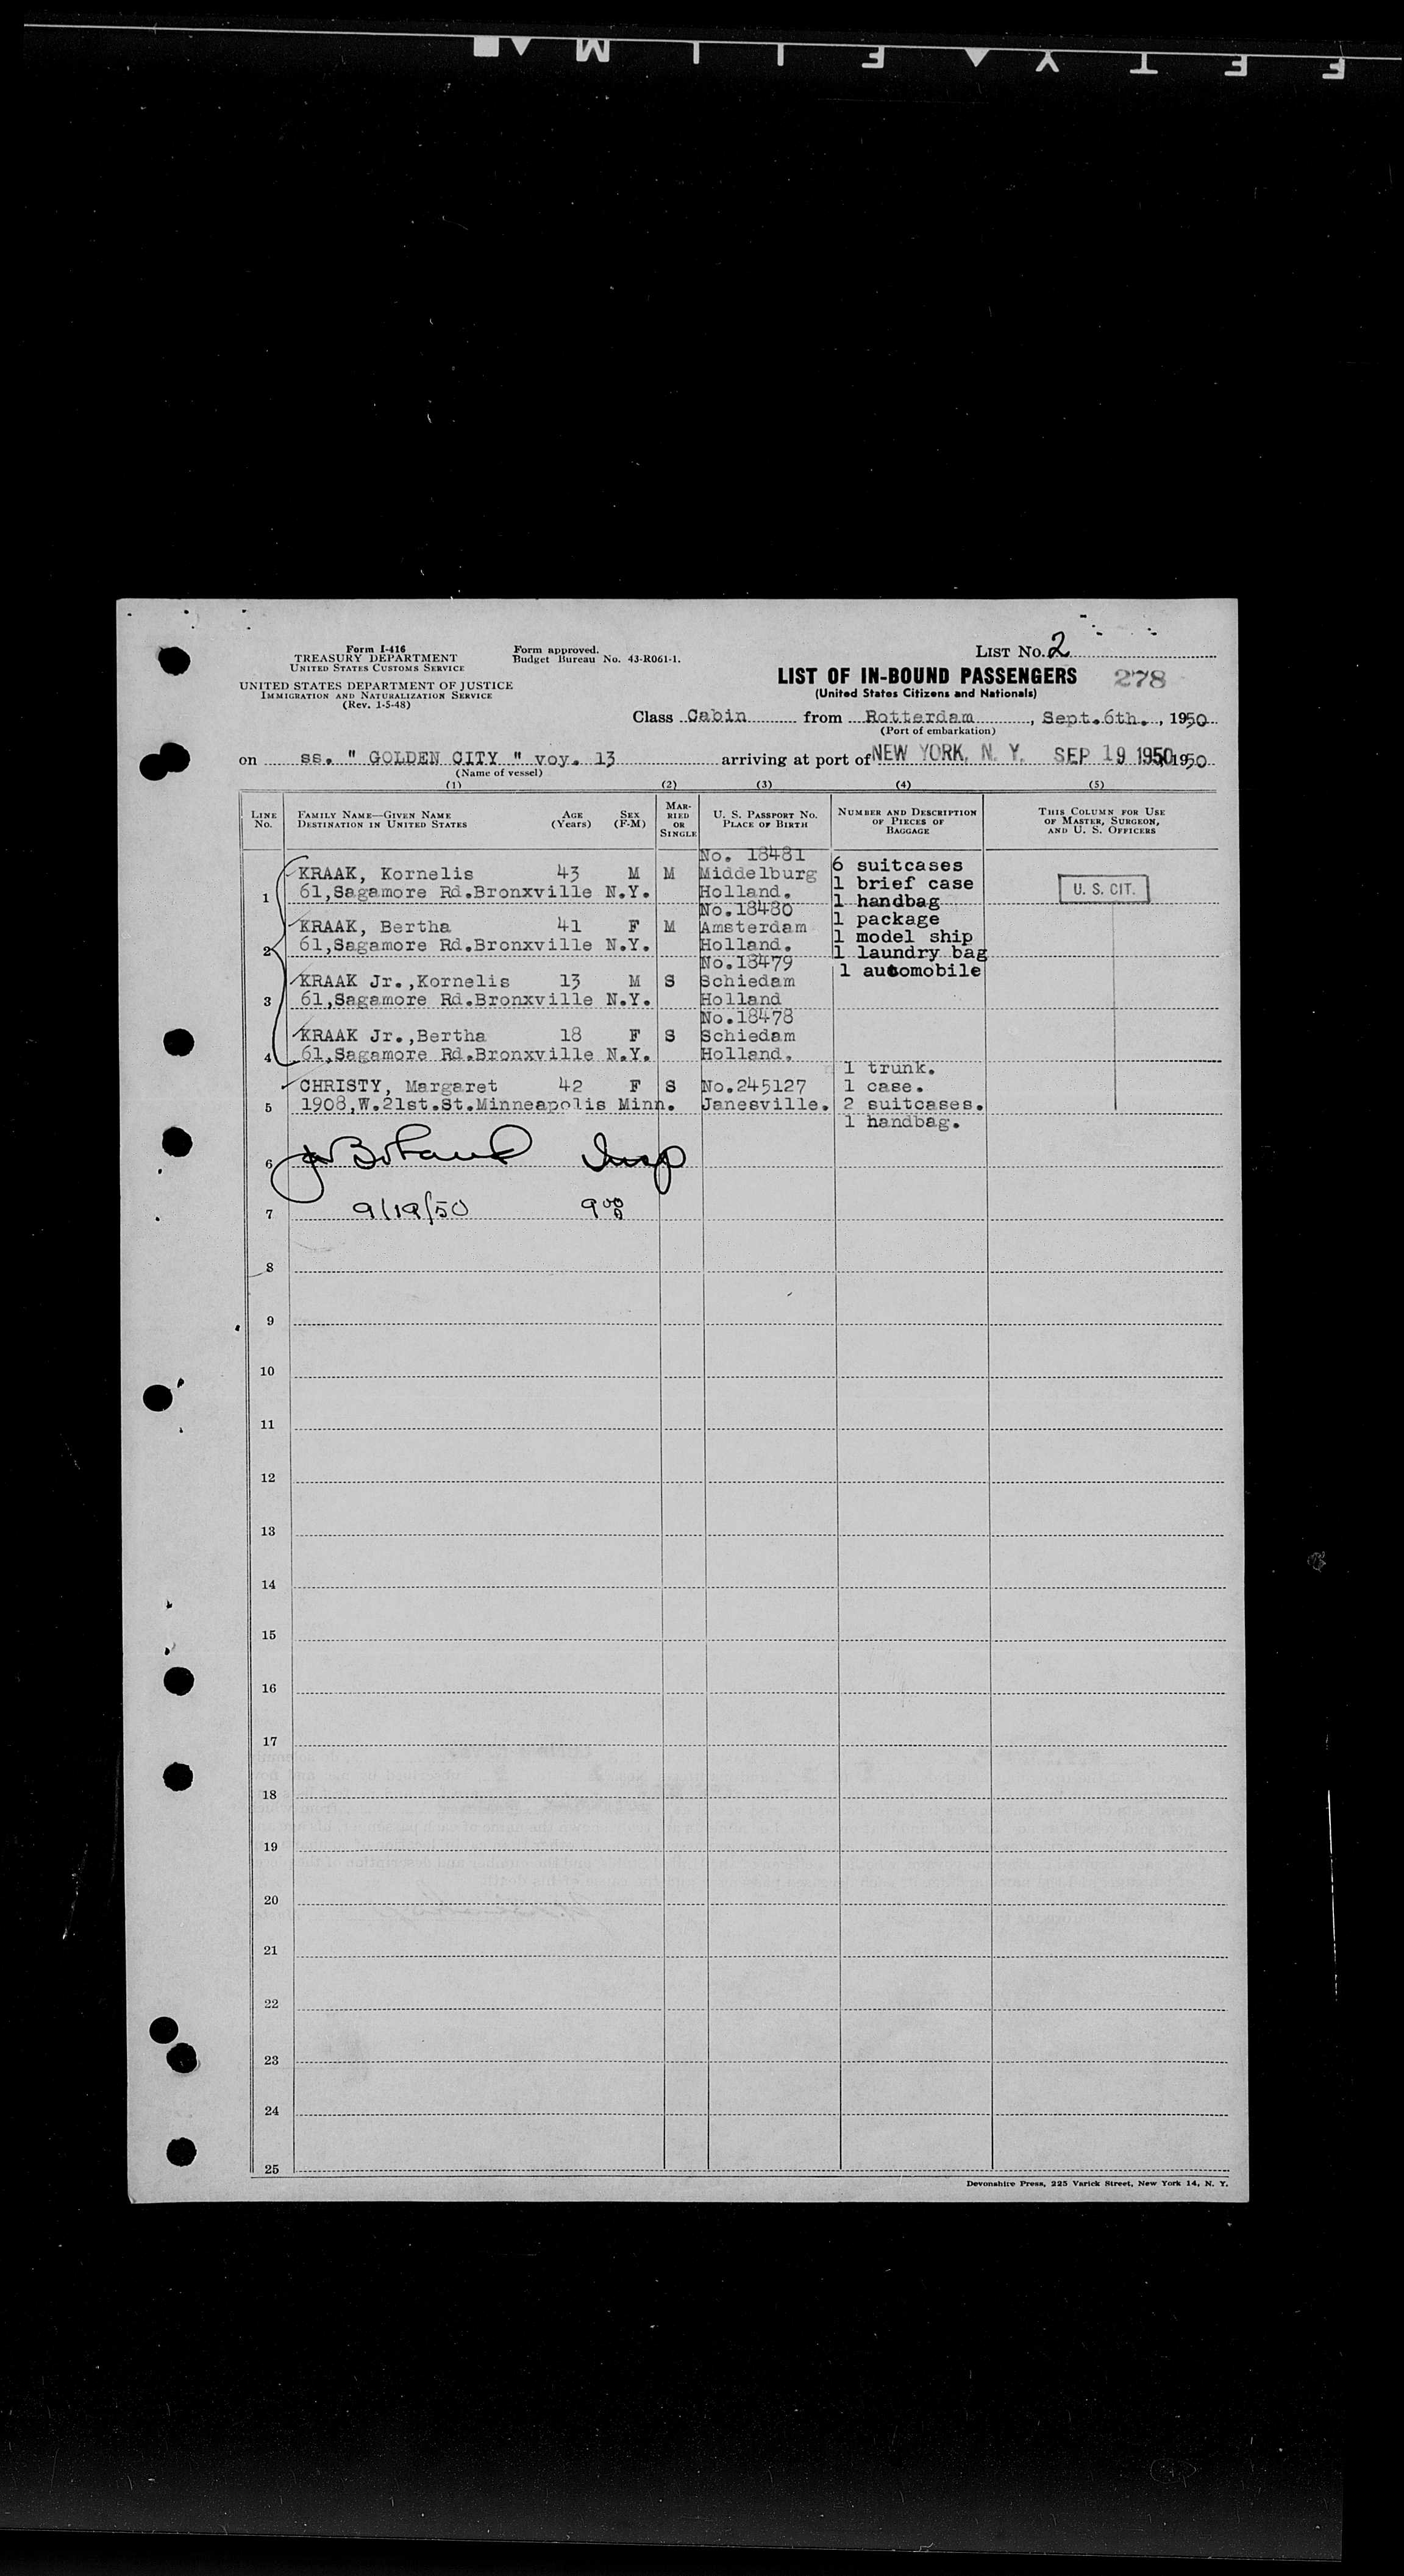 Form I-416
TREASURY DEPARTMENT
UNITED STATES CUSTOMS SERVICE
UNITED STATES DEPARTMENT OF JUSTICE
IMMIGRATION AND NATURALIZATION SERVICE
(Rev. 1-5-48)
Form approved.
Budget Bureau No. 43-R061-1.
LIST No. 2
LIST OF IN-BOUND PASSENGERS 278
(United States Citizens and Nationals)
Class Cabin from Rotterdam, Sept. 6th., 1950
(Port of embarkation)
on ss. " GOLDEN CITY " voy. 13 arriving at port of NEW YORK, N. Y. SEP 19 1950 1950
(Name of vessel)
(1) (2) (3) (4) (5)
LINE No. FAMILY NAME—GIVEN NAME DESTINATION IN UNITED STATES AGE (Years) SEX (F-M) MARRIED OR SINGLE U. S. PASSPORT No. PLACE OF BIRTH NUMBER AND DESCRIPTION OF PIECES OF BAGGAGE THIS COLUMN FOR USE OF MASTER, SURGEON, AND U. S. OFFICERS
No. 18481
KRAAK, Kornelis 43 M M Middelburg 6 suitcases
1 61,Sagamore Rd.Bronxville N.Y. Holland. 1 brief case U. S. CIT.
1 handbag
No.18480 1 package
KRAAK, Bertha 41 F M Amsterdam 1 model ship
2 61,Sagamore Rd.Bronxville N.Y. Holland. 1 laundry bag
No.18479 1 automobile
KRAAK Jr.,Kornelis 13 M S Schiedam
3 61,Sagamore Rd.Bronxville N.Y. Holland
No.18478
KRAAK Jr.,Bertha 18 F S Schiedam
4 61,Sagamore Rd.Bronxville N.Y. Holland.
1 trunk.
CHRISTY, Margaret 42 F S No.245127 1 case.
5 1908,W.21st.St.Minneapolis Minn. Janesville. 2 suitcases.
1 handbag.
6 Insp
7 9/19/50 9 00
8
9
10
11
12
13
14
15
16
17
18
19
20
21
22
23
24
25
Devonshire Press, 225 Varick Street, New York 14, N. Y.